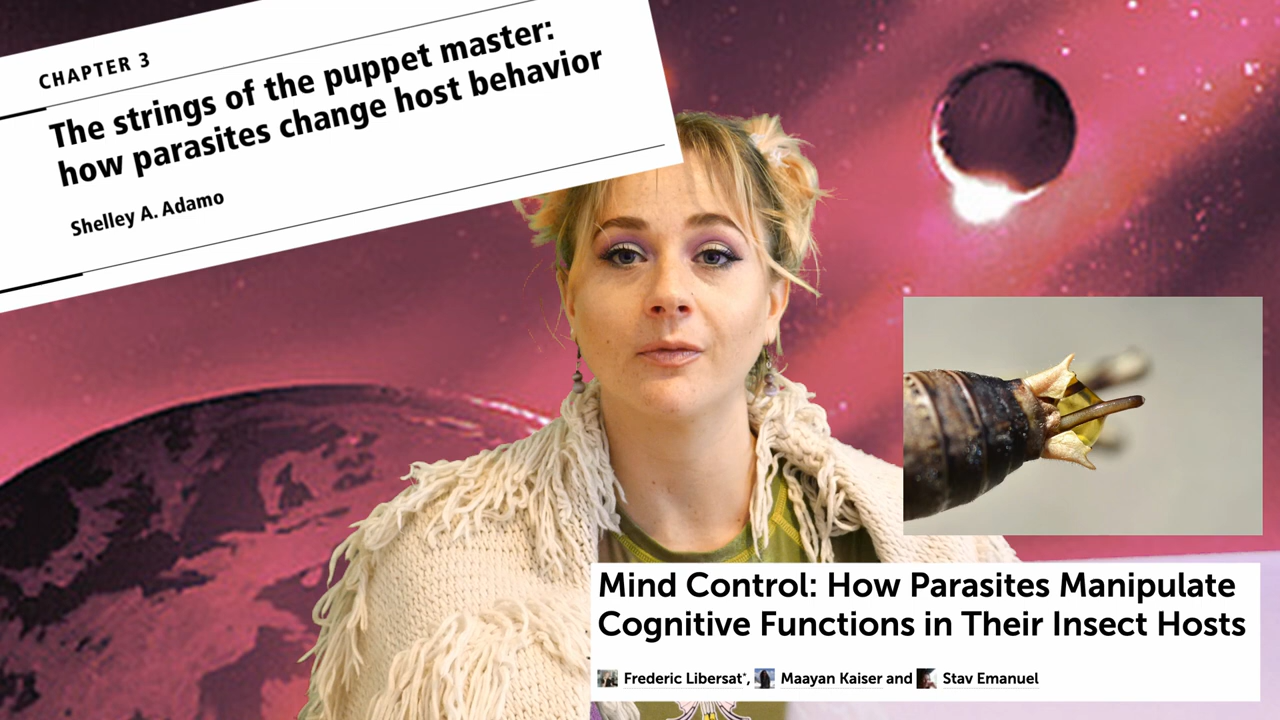 CHAPTER 3
The strings of the puppet master:
how parasites change host behavior
Shelley A. Adamo
Mind Control: How Parasites Manipulate
Cognitive Functions in Their Insect Hosts
Frederic Libersat*, Maayan Kaiser and Stav Emanuel